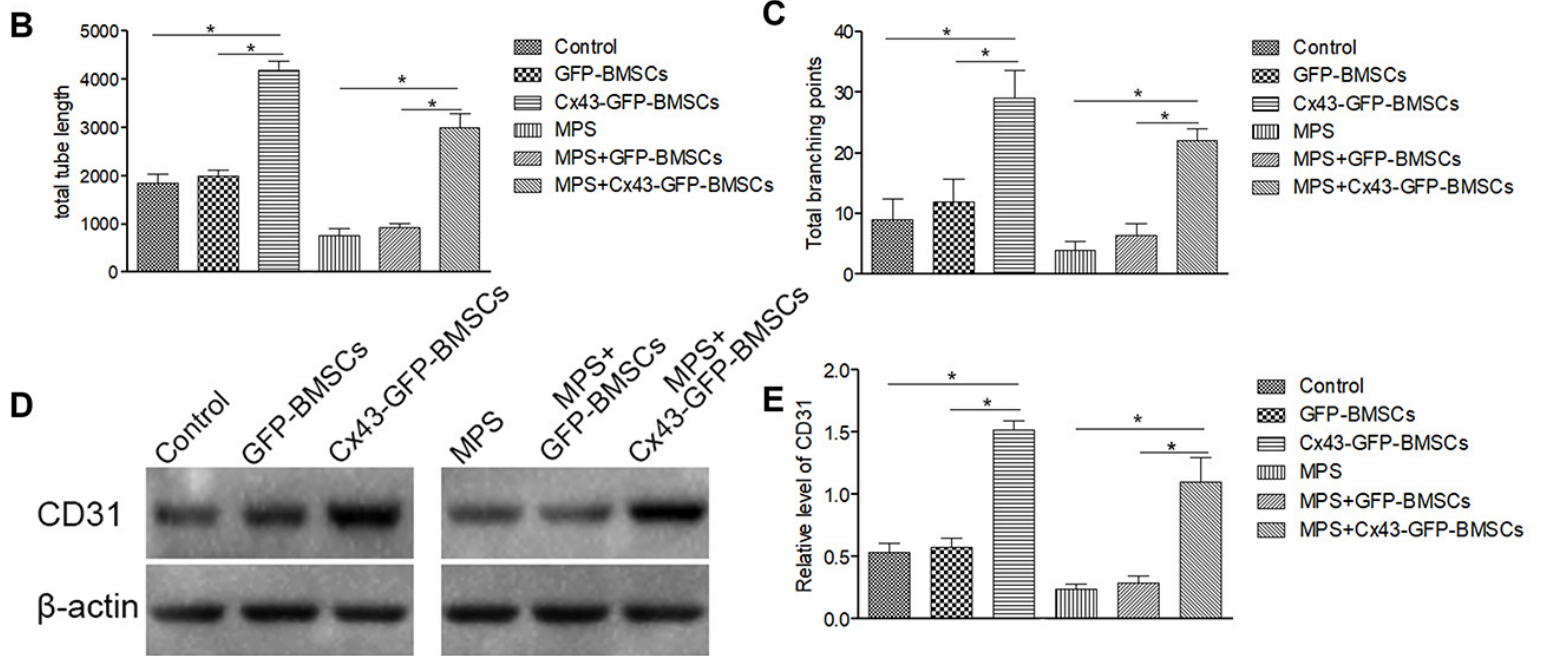 B
total tube length
5000
4000
3000
2000
1000
0
*
*
*
*
Control
GFP-BMSCs
Cx43-GFP-BMSCs
MPS
MPS+GFP-BMSCs
MPS+Cx43-GFP-BMSCs
C
Total branching points
40
30
20
10
0
*
*
*
*
Control
GFP-BMSCs
Cx43-GFP-BMSCs
MPS
MPS+GFP-BMSCs
MPS+Cx43-GFP-BMSCs
D
Control
GFP-BMSCs
Cx43-GFP-BMSCs
MPS
MPS+
GFP-BMSCs
MPS+
Cx43-GFP-BMSCs
CD31
β-actin
E
Relative level of CD31
2.0
1.5
1.0
0.5
0.0
*
*
*
*
Control
GFP-BMSCs
Cx43-GFP-BMSCs
MPS
MPS+GFP-BMSCs
MPS+Cx43-GFP-BMSCs